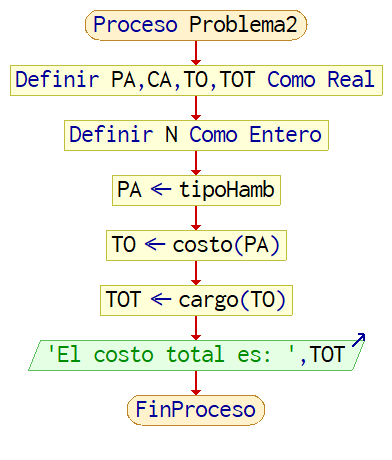 Proceso Problema2
Definir PA,CA,TO,TOT Como Real
Definir N Como Entero
PA ← tipoHamb
TO ← costo(PA)
TOT ← cargo(TO)
'El costo total es: ',TOT
FinProceso